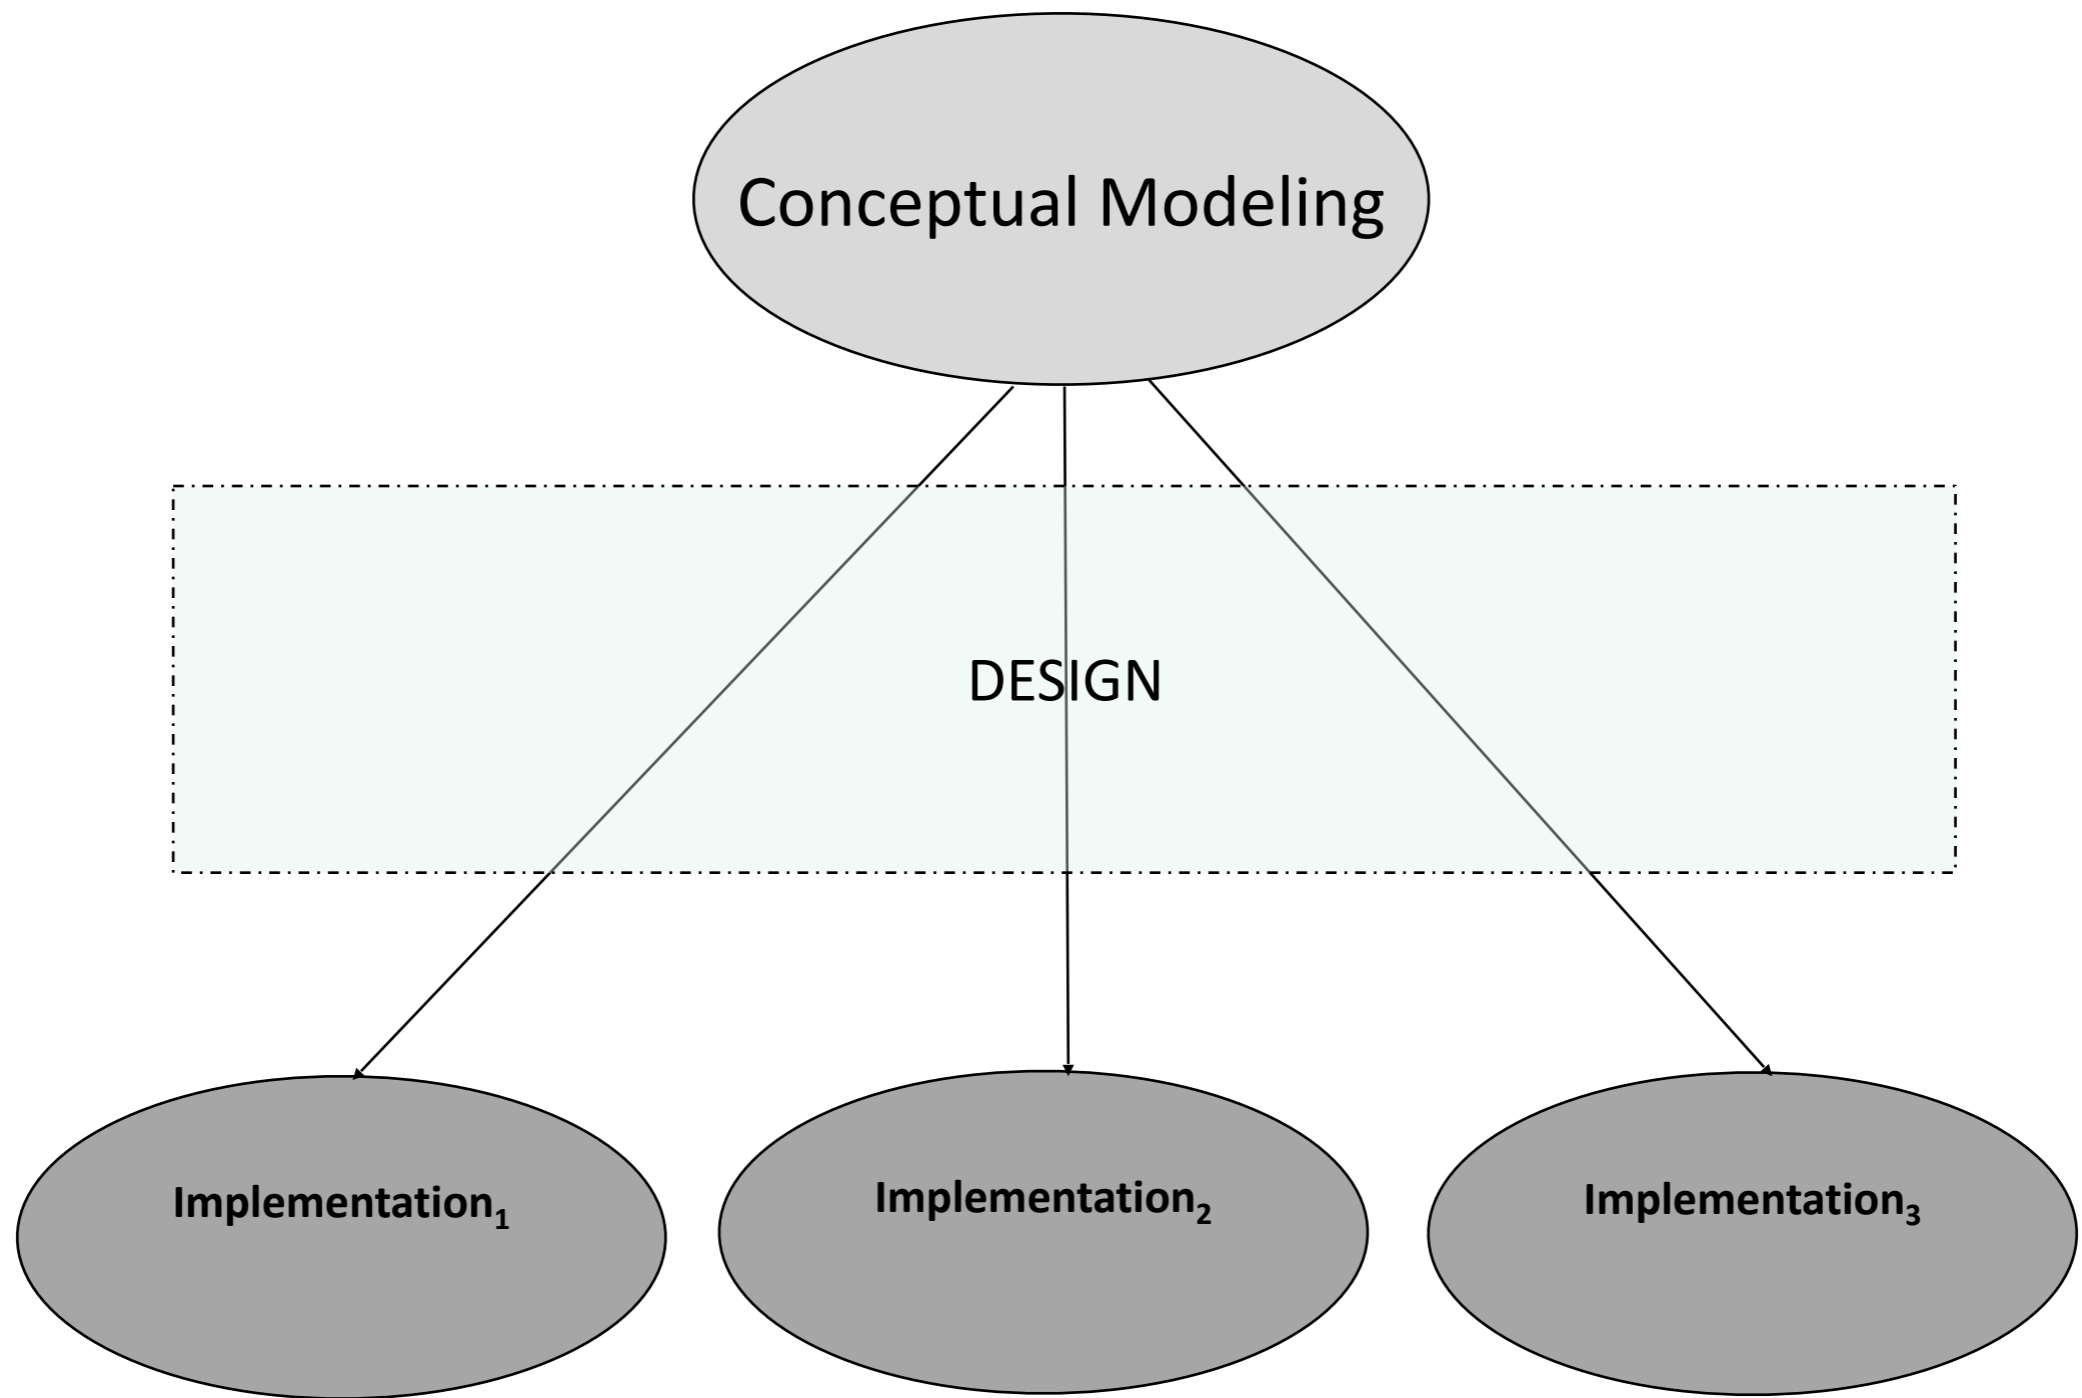 Conceptual Modeling
DESIGN
Implementation₁
Implementation₂
Implementation₃